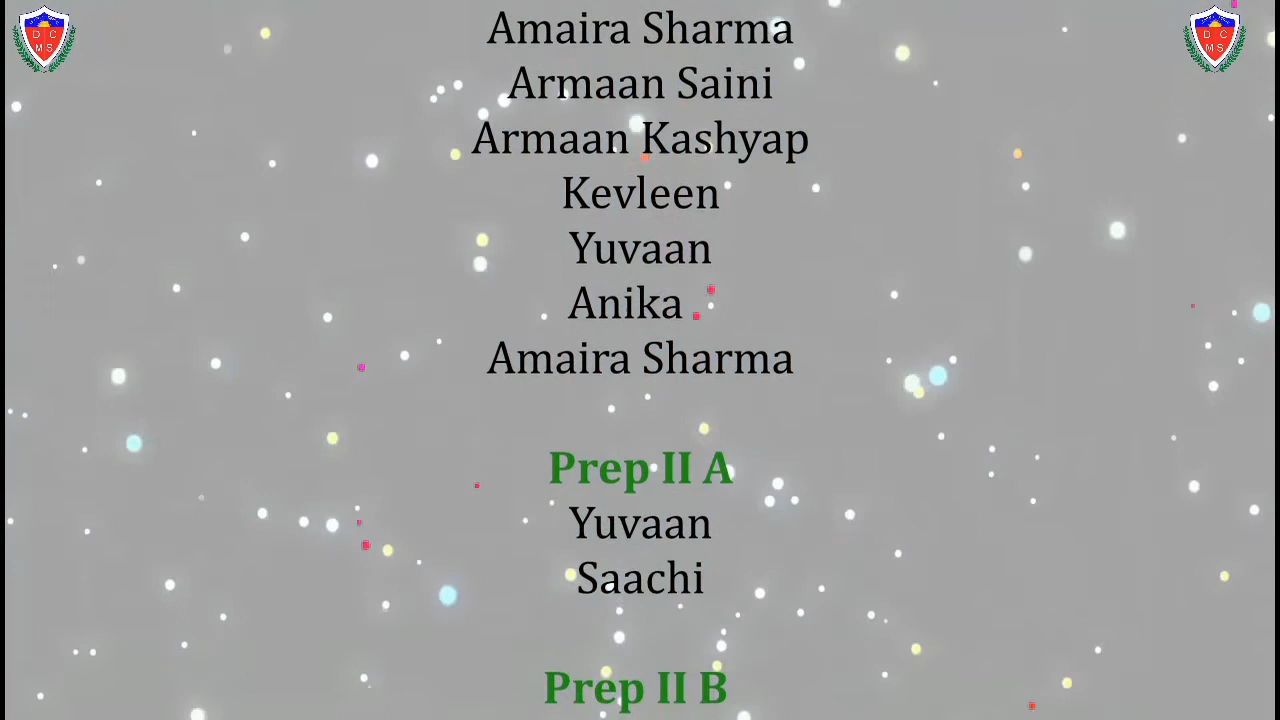 D C
M S
D C
M S
Amaira Sharma
Armaan Saini
Armaan Kashyap
Kevleen
Yuvaan
Anika
Amaira Sharma
Prep II A
Yuvaan
Saachi
Prep II B